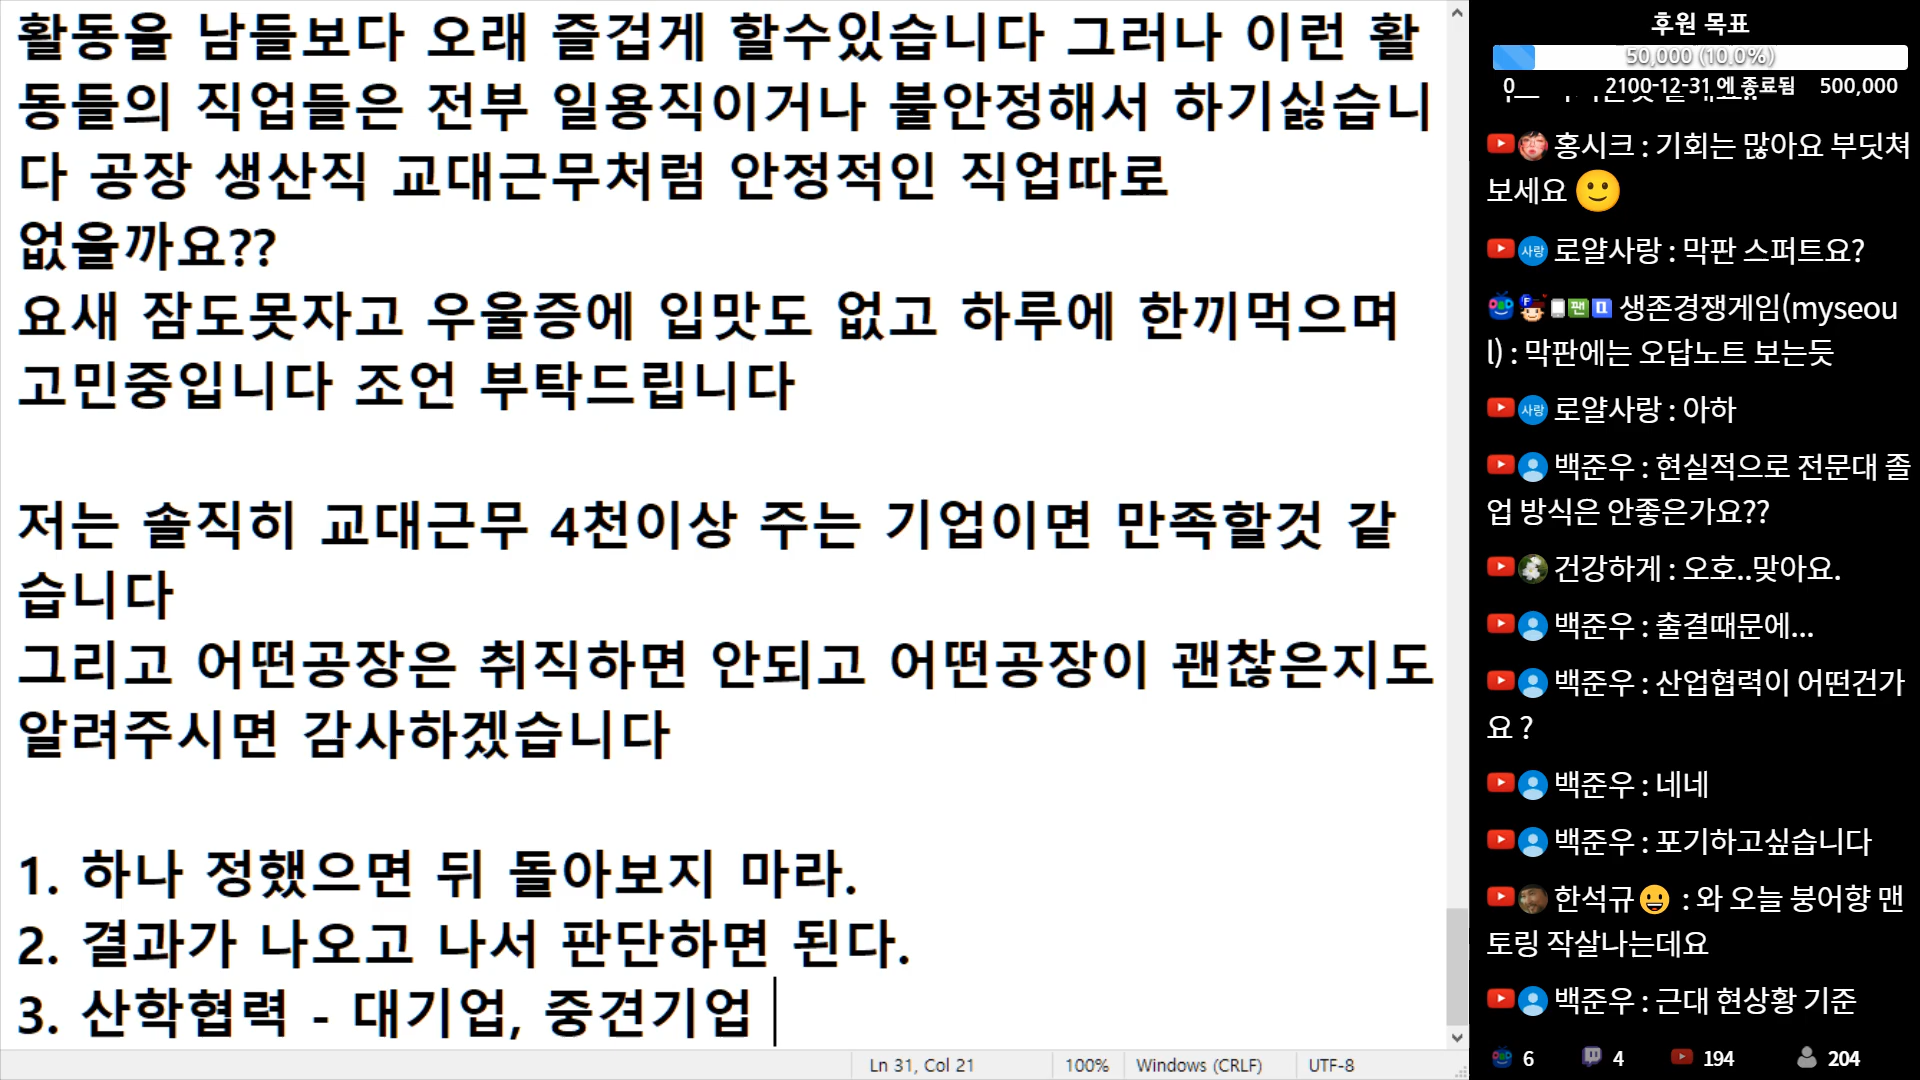 활동을 남들보다 오래 즐겁게 할수있습니다 그러나 이런 활
동들의 직업들은 전부 일용직이거나 불안정해서 하기싫습니
다 공장 생산직 교대근무처럼 안정적인 직업따로
없을까요??
요새 잠도못자고 우울증에 입맛도 없고 하루에 한끼먹으며
고민중입니다 조언 부탁드립니다
저는 솔직히 교대근무 4천이상 주는 기업이면 만족할것 같
습니다
그리고 어떤공장은 취직하면 안되고 어떤공장이 괜찮은지도
알려주시면 감사하겠습니다
1. 하나 정했으면 뒤 돌아보지 마라.
2. 결과가 나오고 나서 판단하면 된다.
3. 산학협력 - 대기업, 중견기업
Ln 31, Col 21
100%
Windows (CRLF)
UTF-8
후원 목표
50,000 (10.0%)
0 2100-12-31 에 종료됨 500,000
홍시크 : 기회는 많아요 부딧쳐
보세요
사랑 로얄사랑 : 막판 스퍼트요?
F 팬 생존경쟁게임(myseou
l) : 막판에는 오답노트 보는듯
사랑 로얄사랑 : 아하
백준우 : 현실적으로 전문대 졸
업 방식은 안좋은가요??
건강하게 : 오호..맞아요.
백준우 : 출결때문에...
백준우 : 산업협력이 어떤건가
요 ?
백준우 : 네네
백준우 : 포기하고싶습니다
한석규 : 와 오늘 붕어향 맨
토링 작살나는데요
백준우 : 근대 현상황 기준
6 4 194 204